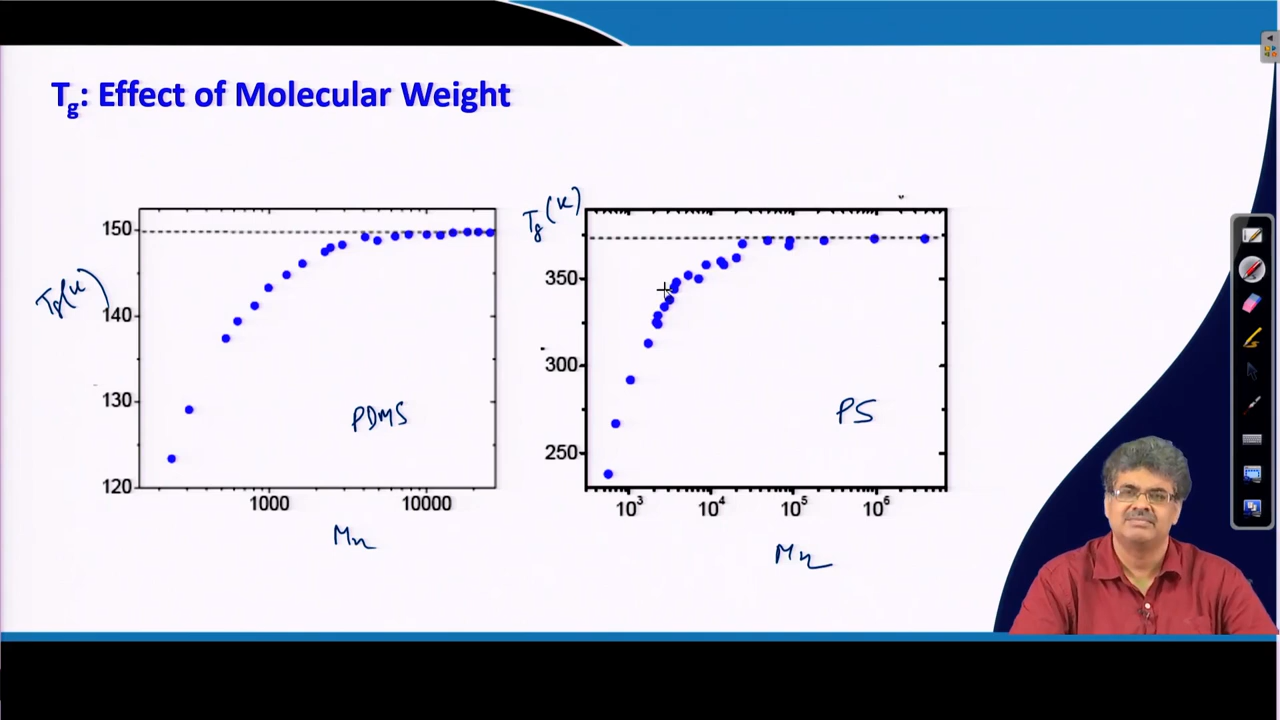 Tg: Effect of Molecular Weight
Tg(K)
150
140
130
120
1000
10000
PDMS
Mn
Tg(K)
350
300
250
10³
10⁴
10⁵
10⁶
PS
Mn